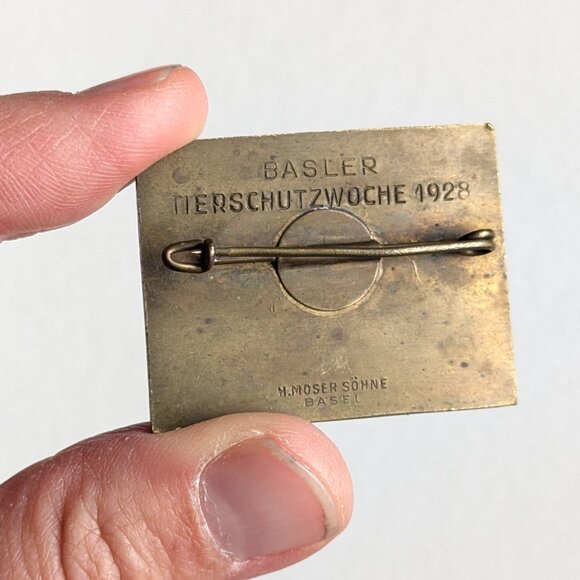 BASLER
TIERSCHUTZWOCHE 1928
H.MOSER SÖHNE
BASEL